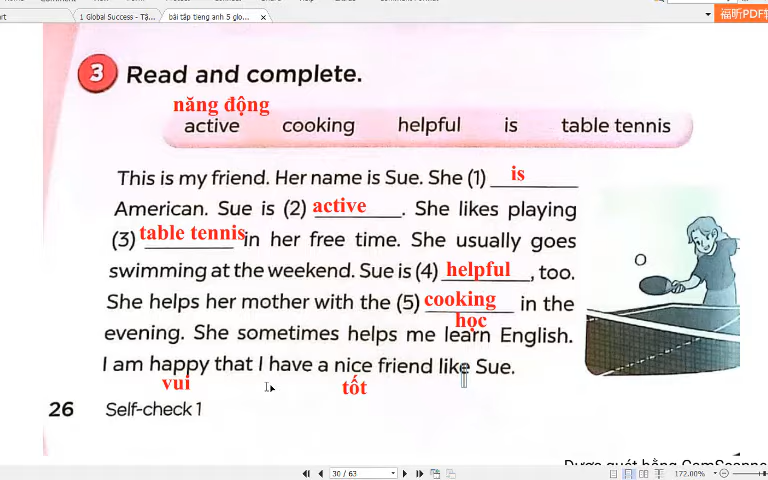 1 Global Success - Tậ...
bài tập tieng anh 5 glo...
福昕PDF
3 Read and complete.
năng động
active cooking helpful is table tennis
This is my friend. Her name is Sue. She (1) is
American. Sue is (2) active. She likes playing
(3) table tennis in her free time. She usually goes
swimming at the weekend. Sue is (4) helpful, too.
She helps her mother with the (5) cooking in the
học
evening. She sometimes helps me learn English.
I am happy that I have a nice friend like Sue.
vui tốt
26 Self-check 1
30 / 63
172.00%